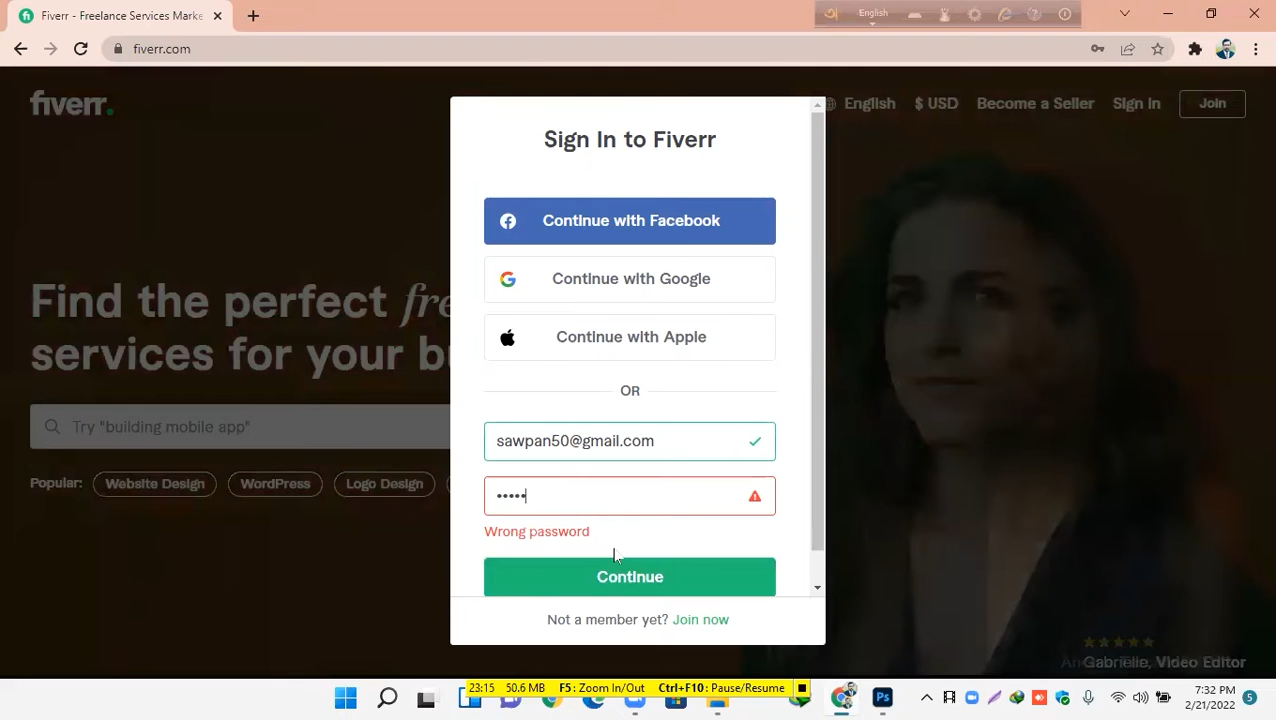 Fiverr - Freelance Services Marke
English
fiverr.com
fiverr.
English
$ USD
Become a Seller
Sign In
Join
Sign In to Fiverr
Continue with Facebook
Continue with Google
Continue with Apple
OR
Find the perfect fre
services for your bu
Try "building mobile app"
sawpan50@gmail.com
Popular:
Website Design
WordPress
Logo Design
•••••
Wrong password
Continue
Not a member yet? Join now
Gabrielle, Video Editor
23:15 50.6 MB F5: Zoom In/Out Ctrl+F10: Pause/Resume
7:32 PM
2/21/2022
5